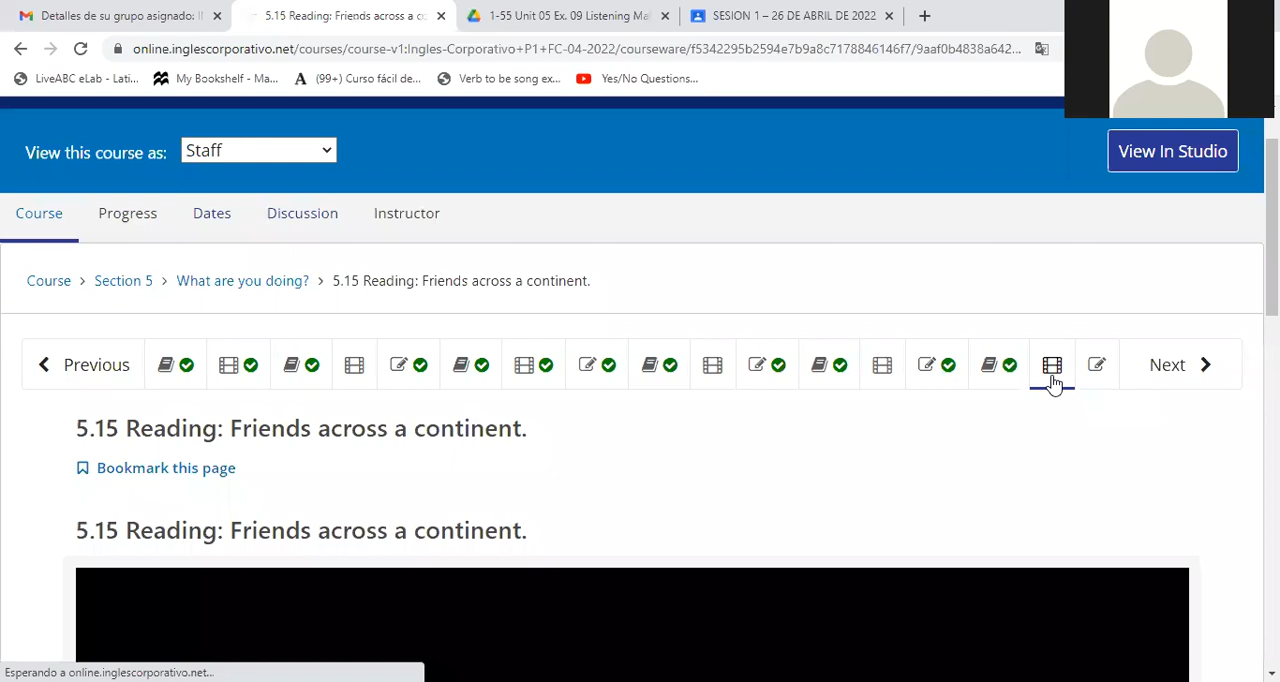 Detalles de su grupo asignado: I
5.15 Reading: Friends across a c
1-55 Unit 05 Ex. 09 Listening Ma
SESION 1 – 26 DE ABRIL DE 2022
online.inglescorporativo.net/courses/course-v1:Ingles-Corporativo+P1+FC-04-2022/courseware/f5342295b2594e7b9a8c7178846146f7/9aaf0b4838a642...
LiveABC eLab - Lati...
My Bookshelf - Ma...
(99+) Curso fácil de...
Verb to be song ex...
Yes/No Questions...
View this course as:
Staff
View In Studio
Course
Progress
Dates
Discussion
Instructor
Course > Section 5 > What are you doing? > 5.15 Reading: Friends across a continent.
Previous
Next
5.15 Reading: Friends across a continent.
Bookmark this page
5.15 Reading: Friends across a continent.
Esperando a online.inglescorporativo.net...